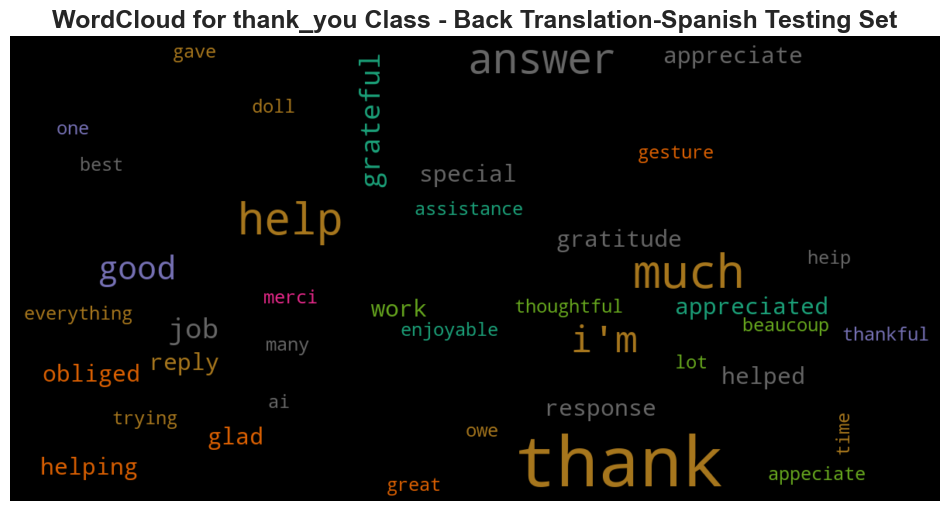 WordCloud for thank_you Class - Back Translation-Spanish Testing Set
gave
answer
appreciate
grateful
doll
one
best
gesture
special
assistance
help
gratitude
good
much
heip
merci
everything
work
thoughtful
appreciated
job
enjoyable
i'm
beaucoup
thankful
many
reply
lot
obliged
helped
ai
response
trying
glad
owe
thank
time
helping
great
appeciate